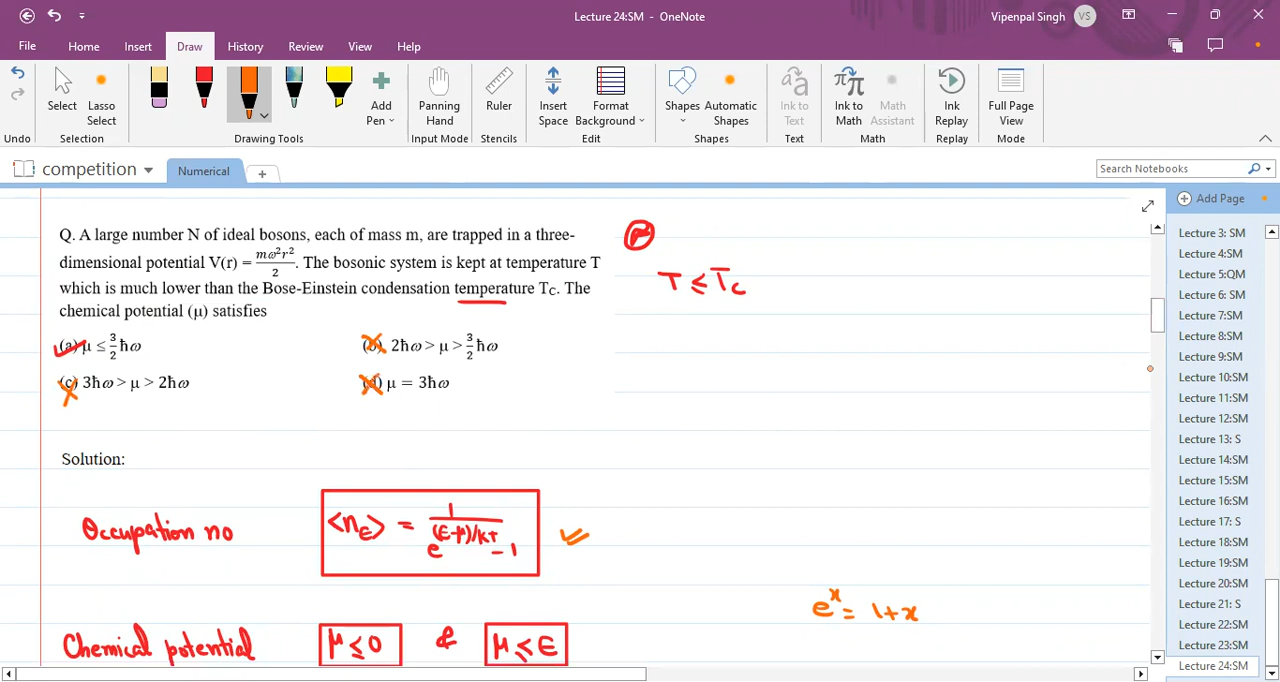 Lecture 24:SM - OneNote
Vipenpal Singh VS
File Home Insert Draw History Review View Help
Select Lasso Select Add Pen Panning Hand Ruler Insert Space Format Background Shapes Automatic Shapes Ink to Text Ink to Math Math Assistant Ink Replay Full Page View
Undo Selection Drawing Tools Input Mode Stencils Edit Shapes Text Math Replay Mode
competition Numerical + Search Notebooks
Add Page
Q. A large number N of ideal bosons, each of mass m, are trapped in a three-
dimensional potential V(r) = mω²r²/2. The bosonic system is kept at temperature T
which is much lower than the Bose-Einstein condensation temperature TC. The
chemical potential (μ) satisfies
T ≤ Tc
(a) μ ≤ 3/2 ħω (b) 2ħω > μ > 3/2 ħω
(c) 3ħω > μ > 2ħω (d) μ = 3ħω
Solution:
Occupation no <nE> = 1/(e^(E-μ)/kT - 1)
e^x = 1+x
Chemical potential μ ≤ 0 & μ ≤ E
Lecture 3: SM
Lecture 4:SM
Lecture 5:QM
Lecture 6: SM
Lecture 7:SM
Lecture 8:SM
Lecture 9:SM
Lecture 10:SM
Lecture 11:SM
Lecture 12:SM
Lecture 13: S
Lecture 14:SM
Lecture 15:SM
Lecture 16:SM
Lecture 17: S
Lecture 18:SM
Lecture 19:SM
Lecture 20:SM
Lecture 21: S
Lecture 22:SM
Lecture 23:SM
Lecture 24:SM